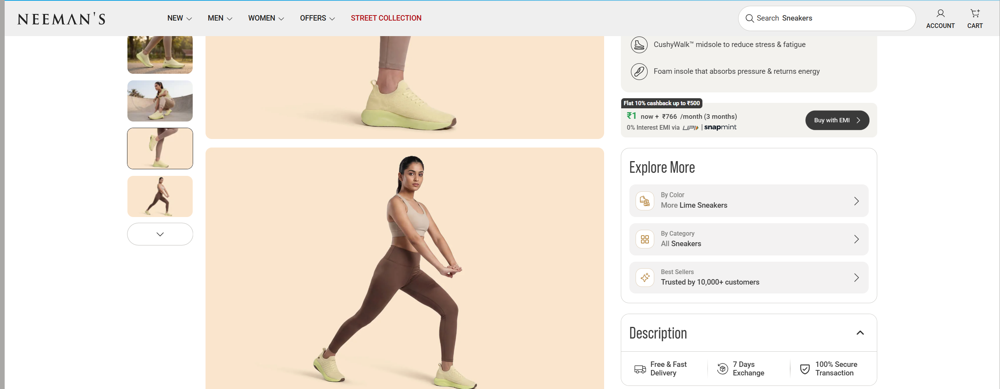 NEEMAN'S
NEW
MEN
WOMEN
OFFERS
STREET COLLECTION
Search Sneakers
ACCOUNT
CART
CushyWalk™ midsole to reduce stress & fatigue
Foam insole that absorbs pressure & returns energy
Flat 10% cashback up to ₹500
₹1 now + ₹766 /month (3 months)
0% Interest EMI via UPI | snapmint
Buy with EMI
Explore More
By Color
More Lime Sneakers
By Category
All Sneakers
Best Sellers
Trusted by 10,000+ customers
Description
Free & Fast
Delivery
7 Days
Exchange
100% Secure
Transaction